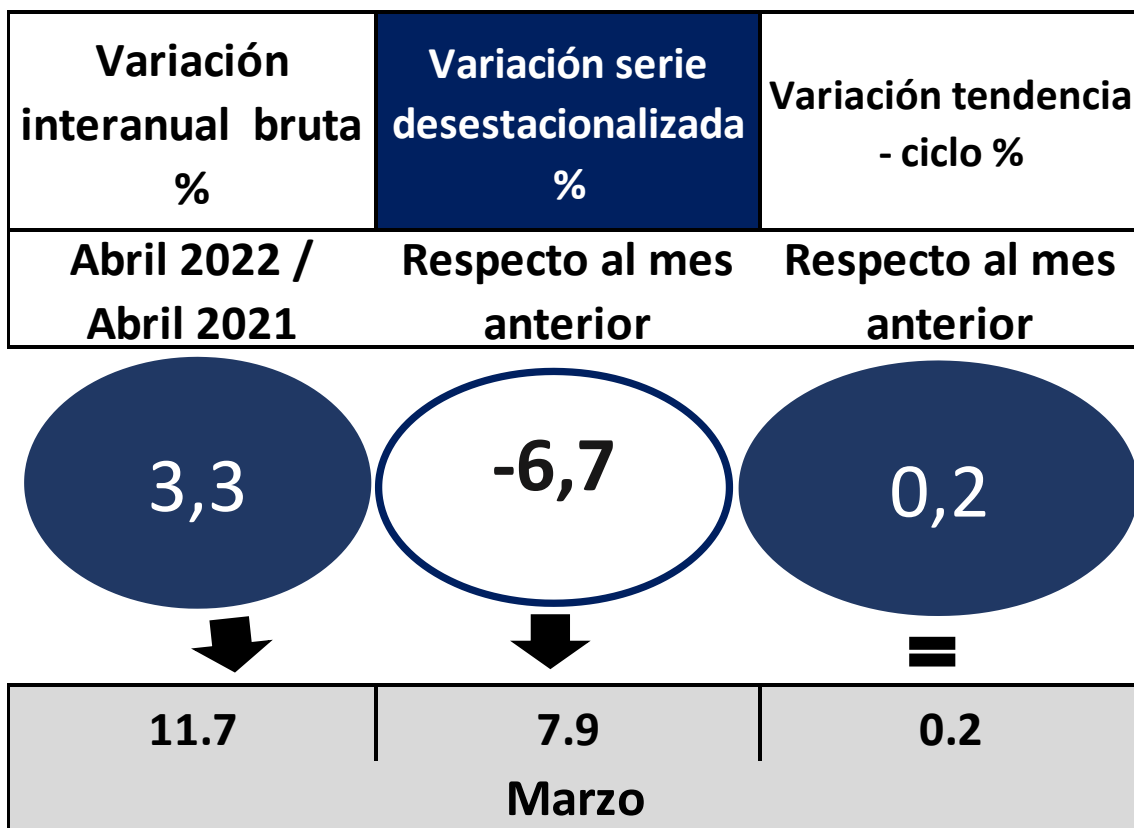 Variación
interanual bruta
%
Variación serie
desestacionalizada
%
Variación tendencia
- ciclo %
Abril 2022 /
Abril 2021
Respecto al mes
anterior
Respecto al mes
anterior
3,3
-6,7
0,2
=
11.7
7.9
0.2
Marzo